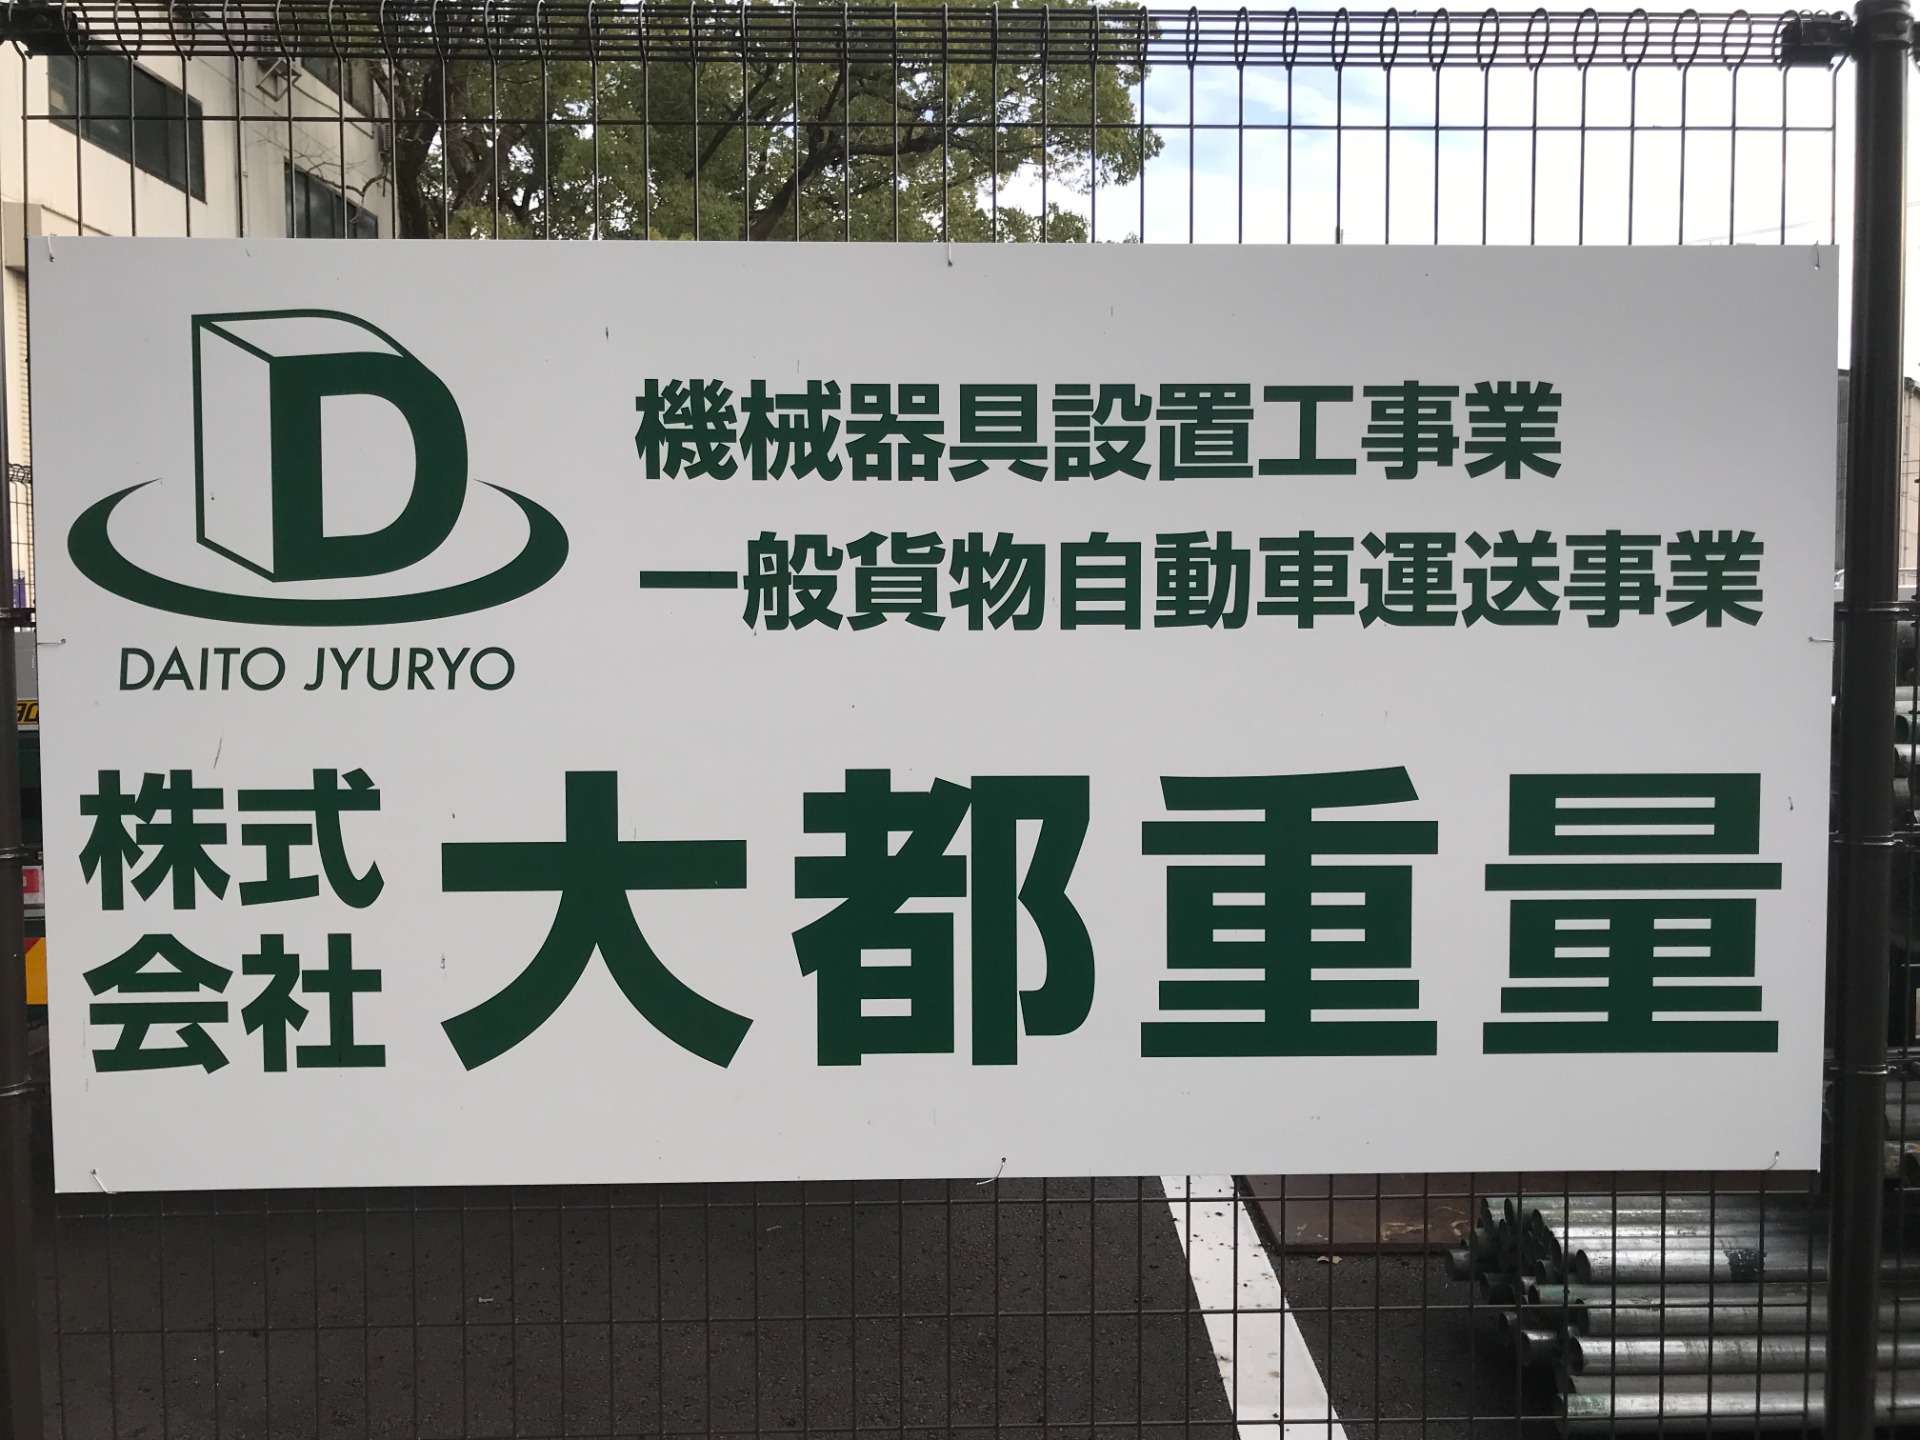 D
DAITO JYURYO
機械器具設置工事業
一般貨物自動車運送事業
株式
会社
大都重量